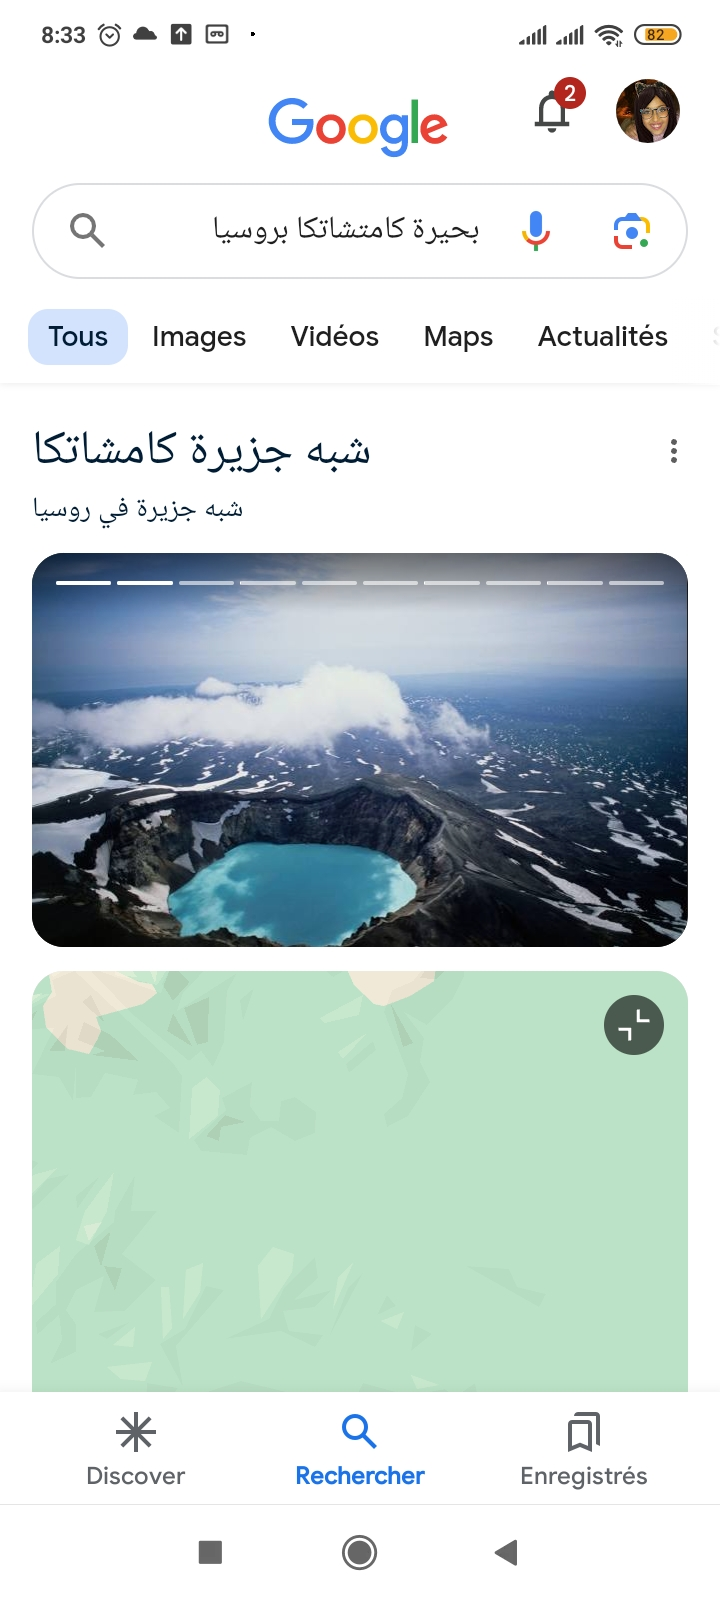 8:33
82
Google
2
بحيرة كامتشاتكا بروسيا
Tous Images Vidéos Maps Actualités
شبه جزيرة كامشاتكا
شبه جزيرة في روسيا
Discover Rechercher Enregistrés